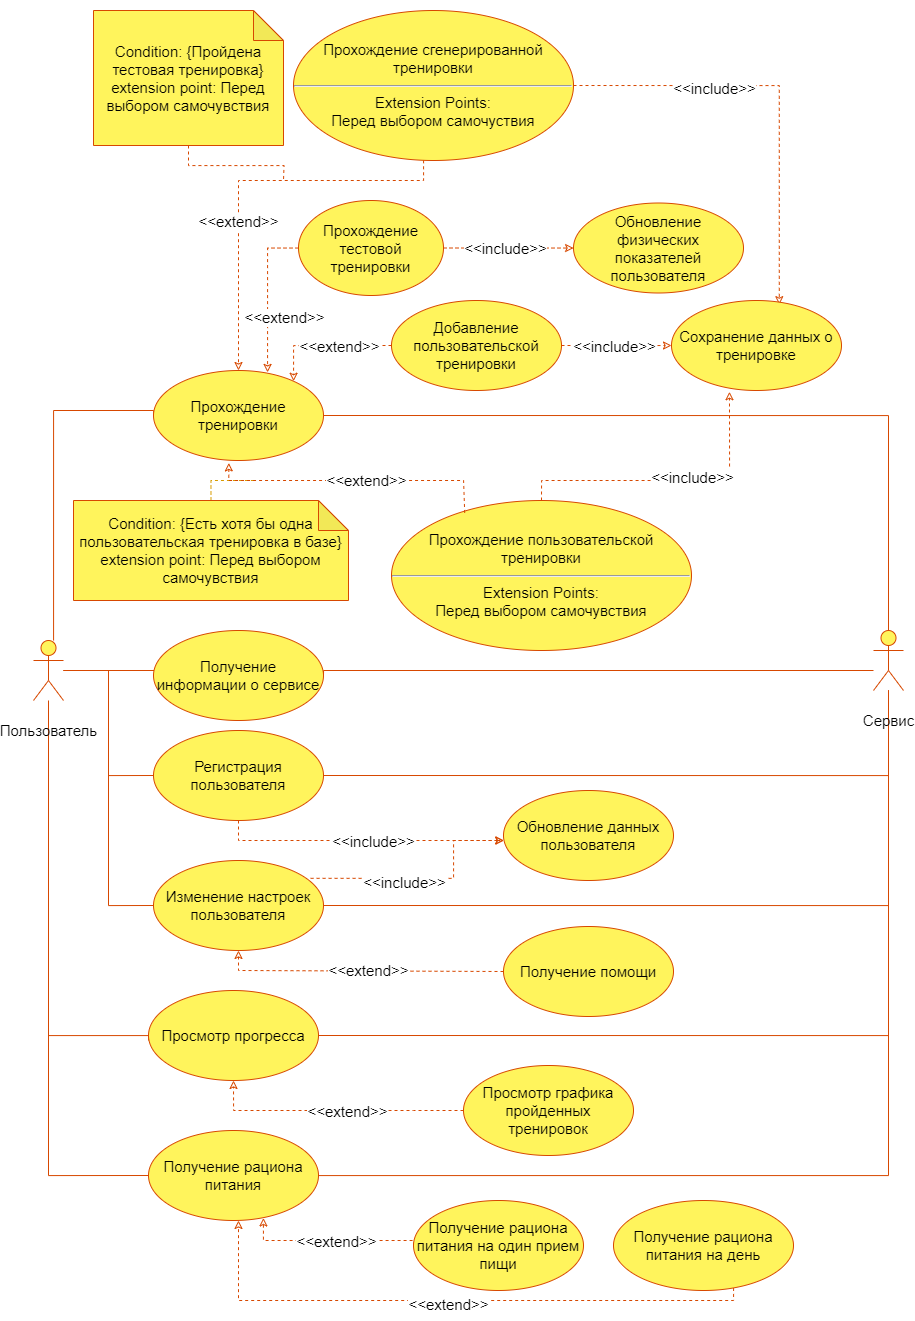 Condition: {Пройдена
тестовая тренировка}
extension point: Перед
выбором самочувствия
Прохождение сгенерированной
тренировки
Extension Points:
Перед выбором самочуствия
<<include>>
<<extend>>
Прохождение
тестовой
тренировки
<<include>>
Обновление
физических
показателей
пользователя
<<extend>>
Добавление
пользовательской
тренировки
<<extend>>
<<include>>
Сохранение данных о
тренировке
Прохождение
тренировки
<<extend>>
<<include>>
Condition: {Есть хотя бы одна
пользовательская тренировка в базе}
extension point: Перед выбором
самочувствия
Прохождение пользовательской
тренировки
Extension Points:
Перед выбором самочувствия
Получение
информации о сервисе
Пользователь
Сервис
Регистрация
пользователя
<<include>>
Обновление данных
пользователя
<<include>>
Изменение настроек
пользователя
<<extend>>
Получение помощи
Просмотр прогресса
<<extend>>
Просмотр графика
пройденных
тренировок
Получение рациона
питания
<<extend>>
Получение рациона
питания на один прием
пищи
Получение рациона
питания на день
<<extend>>